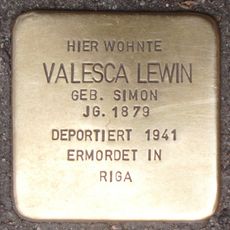 HIER WOHNTE
VALESCA LEWIN
GEB. SIMON
JG. 1879
DEPORTIERT 1941
ERMORDET IN
RIGA